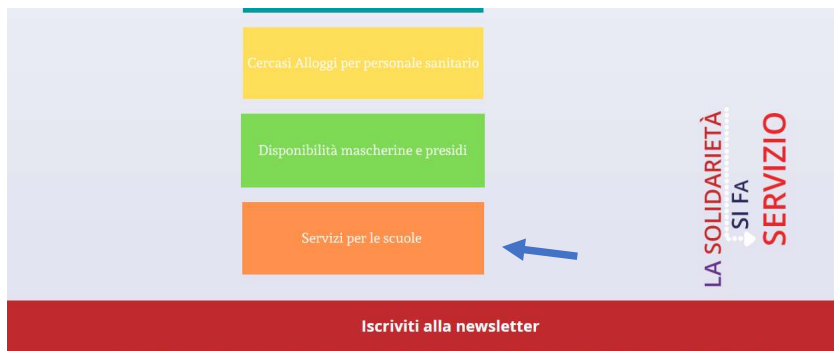 Cercasi Alloggi per personale sanitario
Disponibilità mascherine e presidi
Servizi per le scuole
LA SOLIDARIETÀ
SI FA
SERVIZIO
Iscriviti alla newsletter